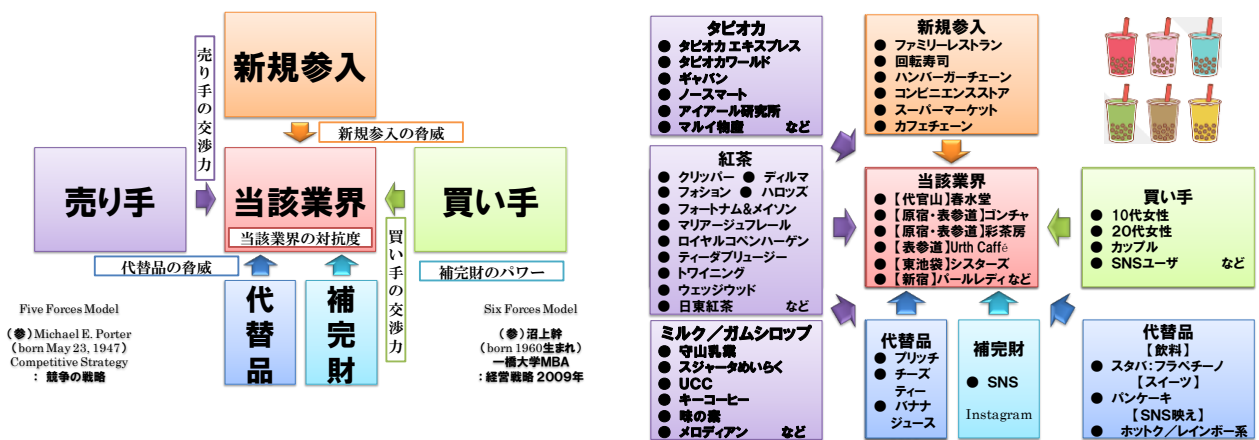 新規参入
売り手の交渉力
新規参入の脅威
売り手
当該業界
当該業界の対抗度
買い手
買い手の交渉力
代替品の脅威
補完財のパワー
代替品
補完財
Five Forces Model
(参) Michael E. Porter
(born May 23, 1947)
Competitive Strategy
: 競争の戦略
Six Forces Model
(参)沼上幹
(born 1960生まれ)
一橋大学MBA
: 経営戦略 2009年
タピオカ
● タピオカ エキスプレス
● タピオカワールド
● ギャバン
● ノースマート
● アイアール研究所
● マルイ物産 など
新規参入
● ファミリーレストラン
● 回転寿司
● ハンバーガーチェーン
● コンビニエンスストア
● スーパーマーケット
● カフェチェーン
紅茶
● クリッパー ● ディルマ
● フォション ● ハロッズ
● フォートナム&メイソン
● マリアージュフレール
● ロイヤルコペンハーゲン
● ティーダブリュージー
● トワイニング
● ウェッジウッド
● 日東紅茶 など
当該業界
● 【代官山】春水堂
● 【原宿・表参道】ゴンチャ
● 【原宿・表参道】彩茶房
● 【表参道】Urth Caffé
● 【東池袋】シスターズ
● 【新宿】パールレディ など
買い手
● 10代女性
● 20代女性
● カップル
● SNSユーザ など
ミルク／ガムシロップ
● 守山乳業
● スジャータめいらく
● UCC
● キーコーヒー
● 味の素
● メロディアン など
代替品
● ブリッチ
● チーズ
ティー
● バナナ
ジュース
補完財
● SNS
Instagram
代替品
【飲料】
● スタバ:フラペチーノ
【スイーツ】
● パンケーキ
【SNS映え】
● ホットク／レインボー系